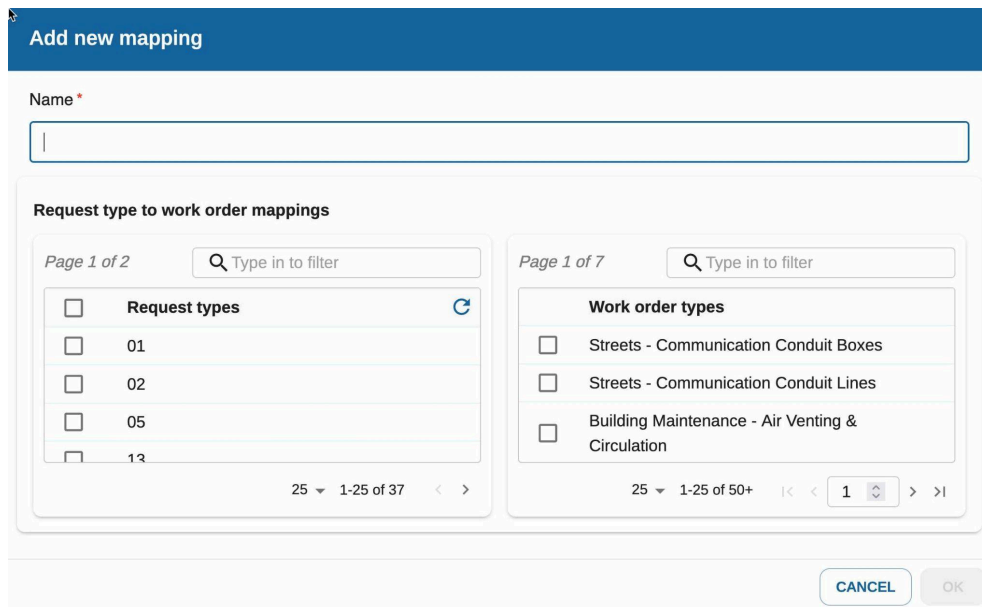 Add new mapping
Name *
Request type to work order mappings
Page 1 of 2
Type in to filter
Request types
01
02
05
13
25
1-25 of 37
Page 1 of 7
Type in to filter
Work order types
Streets - Communication Conduit Boxes
Streets - Communication Conduit Lines
Building Maintenance - Air Venting &
Circulation
25
1-25 of 50+
1
CANCEL
OK